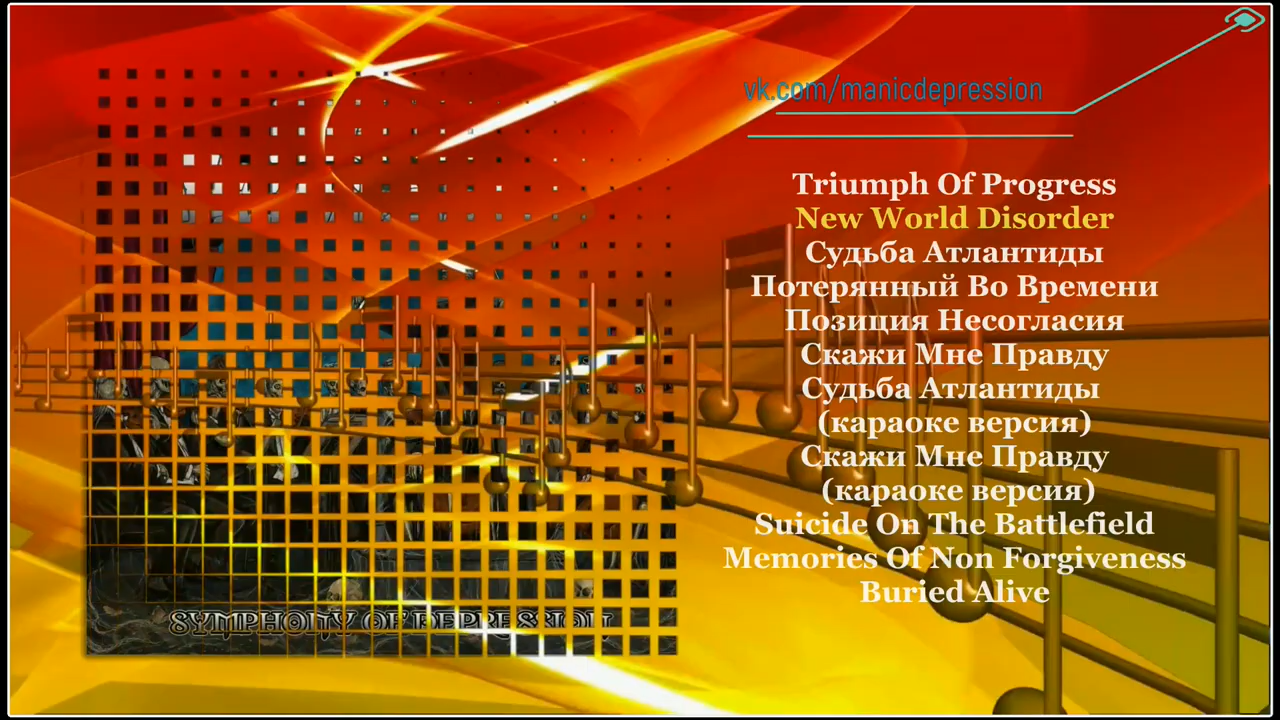 vk.com/manicdepression
Triumph Of Progress
New World Disorder
Судьба Атлантиды
Потерянный Во Времени
Позиция Несогласия
Скажи Мне Правду
Судьба Атлантиды
(караоке версия)
Скажи Мне Правду
(караоке версия)
Suicide On The Battlefield
Memories Of Non Forgiveness
Buried Alive
SYMPHONY OF DEPRESSION